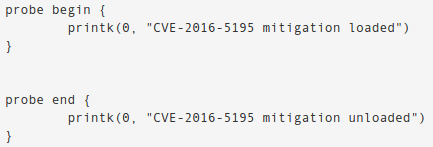 probe begin {
        printk(0, "CVE-2016-5195 mitigation loaded")
}
probe end {
        printk(0, "CVE-2016-5195 mitigation unloaded")
}